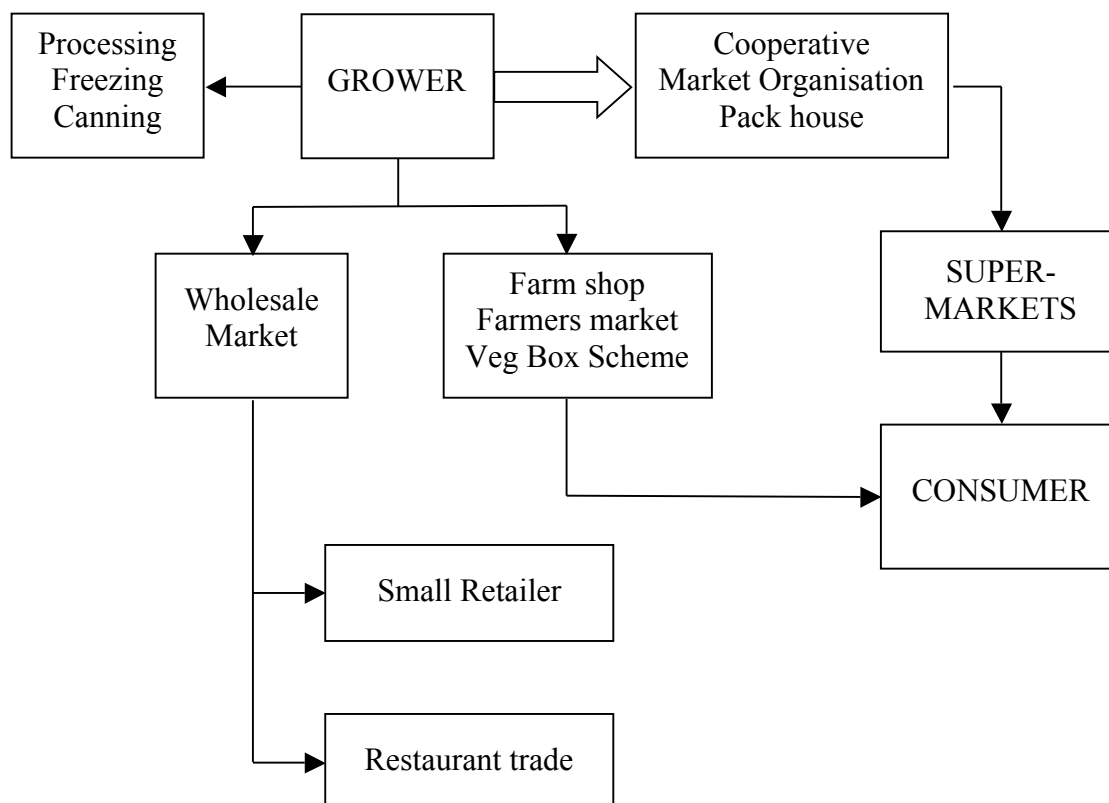 Processing
Freezing
Canning
GROWER
Cooperative
Market Organisation
Pack house
Wholesale
Market
Farm shop
Farmers market
Veg Box Scheme
SUPER-
MARKETS
CONSUMER
Small Retailer
Restaurant trade